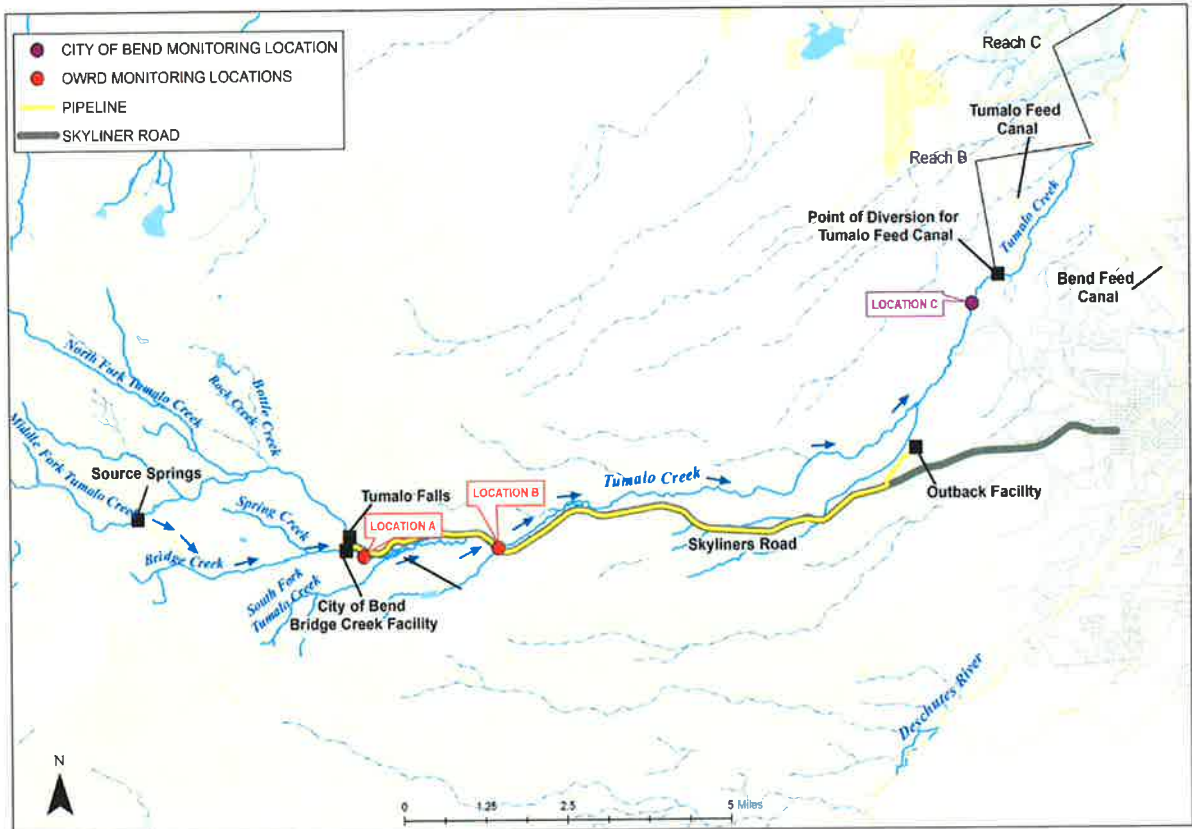 CITY OF BEND MONITORING LOCATION
OWRD MONITORING LOCATIONS
PIPELINE
SKYLINER ROAD
Reach C
Tumalo Feed
Canal
Reach B
Tumalo Creek
Point of Diversion for
Tumalo Feed Canal
Bend Feed
Canal
LOCATION C
North Fork Tumalo Creek
Bottle Creek
Rock Creek
Middle Fork Tumalo Creek
Source Springs
Tumalo Falls
LOCATION B
Tumalo Creek
Spring Creek
LOCATION A
Outback Facility
Skyliners Road
Bridge Creek
South Fork
Tumalo Creek
City of Bend
Bridge Creek Facility
Deschutes River
N
0 1.25 2.5 5 Miles